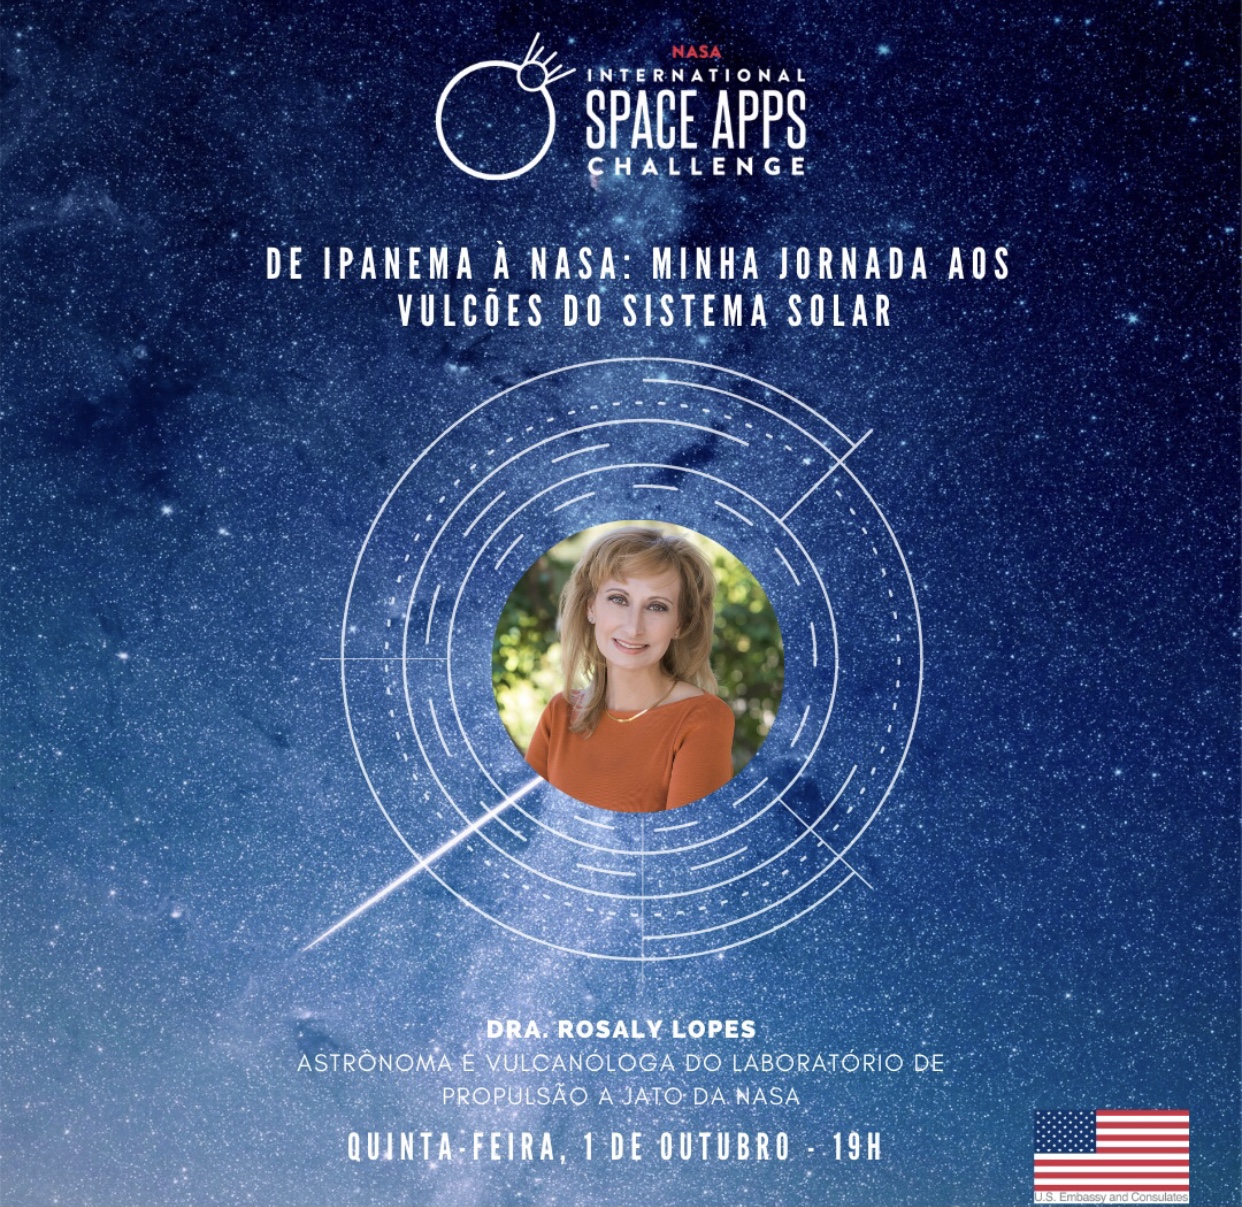 NASA
INTERNATIONAL
SPACE APPS
CHALLENGE
DE IPANEMA À NASA: MINHA JORNADA AOS
VULCÕES DO SISTEMA SOLAR
DRA. ROSALY LOPES
ASTRÔNOMA E VULCANÓLOGA DO LABORATÓRIO DE
PROPULSÃO A JATO DA NASA
QUINTA-FEIRA, 1 DE OUTUBRO - 19H
U.S. Embassy and Consulates